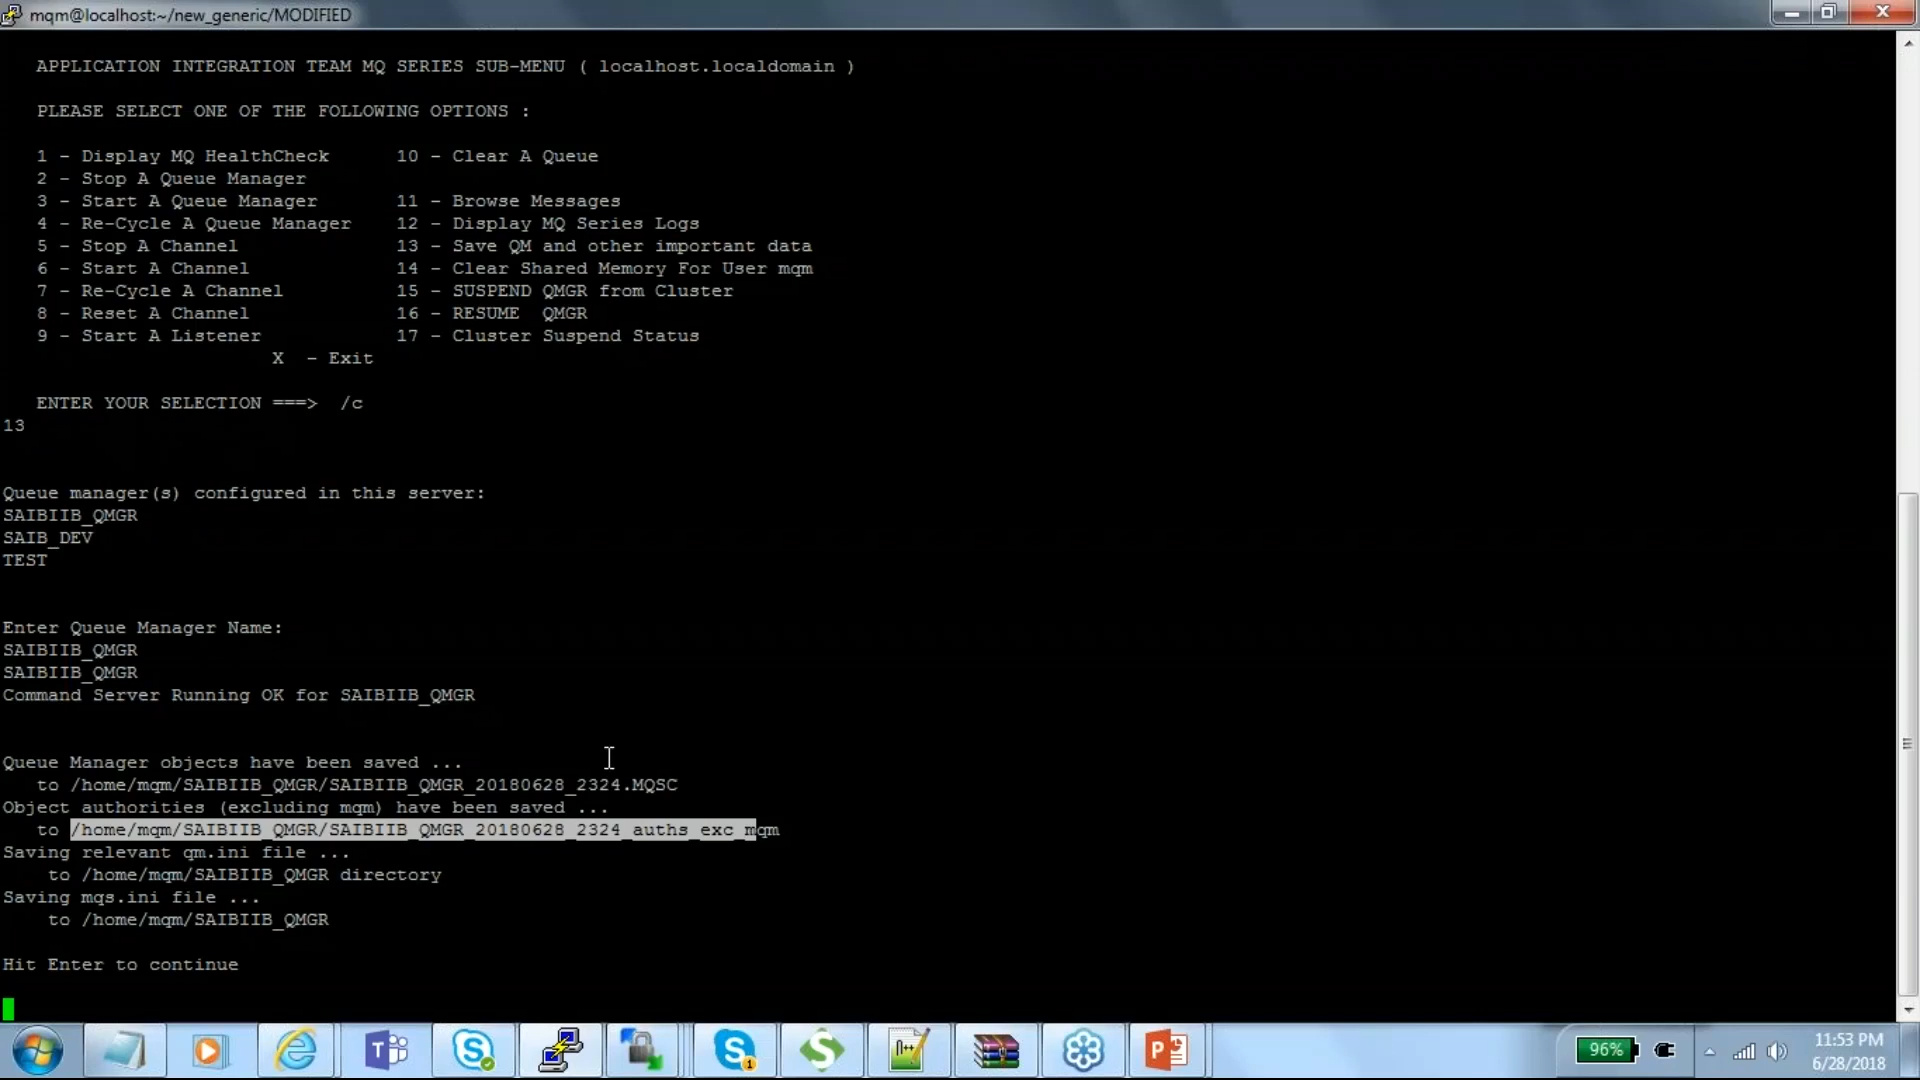 mqm@localhost:~/new_generic/MODIFIED
APPLICATION INTEGRATION TEAM MQ SERIES SUB-MENU ( localhost.localdomain )
PLEASE SELECT ONE OF THE FOLLOWING OPTIONS :
1 - Display MQ HealthCheck 10 - Clear A Queue
2 - Stop A Queue Manager
3 - Start A Queue Manager 11 - Browse Messages
4 - Re-Cycle A Queue Manager 12 - Display MQ Series Logs
5 - Stop A Channel 13 - Save QM and other important data
6 - Start A Channel 14 - Clear Shared Memory For User mqm
7 - Re-Cycle A Channel 15 - SUSPEND QMGR from Cluster
8 - Reset A Channel 16 - RESUME QMGR
9 - Start A Listener 17 - Cluster Suspend Status
X - Exit
ENTER YOUR SELECTION ===> /c
13
Queue manager(s) configured in this server:
SAIBIIB_QMGR
SAIB_DEV
TEST
Enter Queue Manager Name:
SAIBIIB_QMGR
SAIBIIB_QMGR
Command Server Running OK for SAIBIIB_QMGR
Queue Manager objects have been saved ...
to /home/mqm/SAIBIIB_QMGR/SAIBIIB_QMGR_20180628_2324.MQSC
Object authorities (excluding mqm) have been saved ...
to /home/mqm/SAIBIIB_QMGR/SAIBIIB_QMGR_20180628_2324_auths_exc_mqm
Saving relevant qm.ini file ...
to /home/mqm/SAIBIIB_QMGR directory
Saving mqs.ini file ...
to /home/mqm/SAIBIIB_QMGR
Hit Enter to continue
96%
11:53 PM
6/28/2018